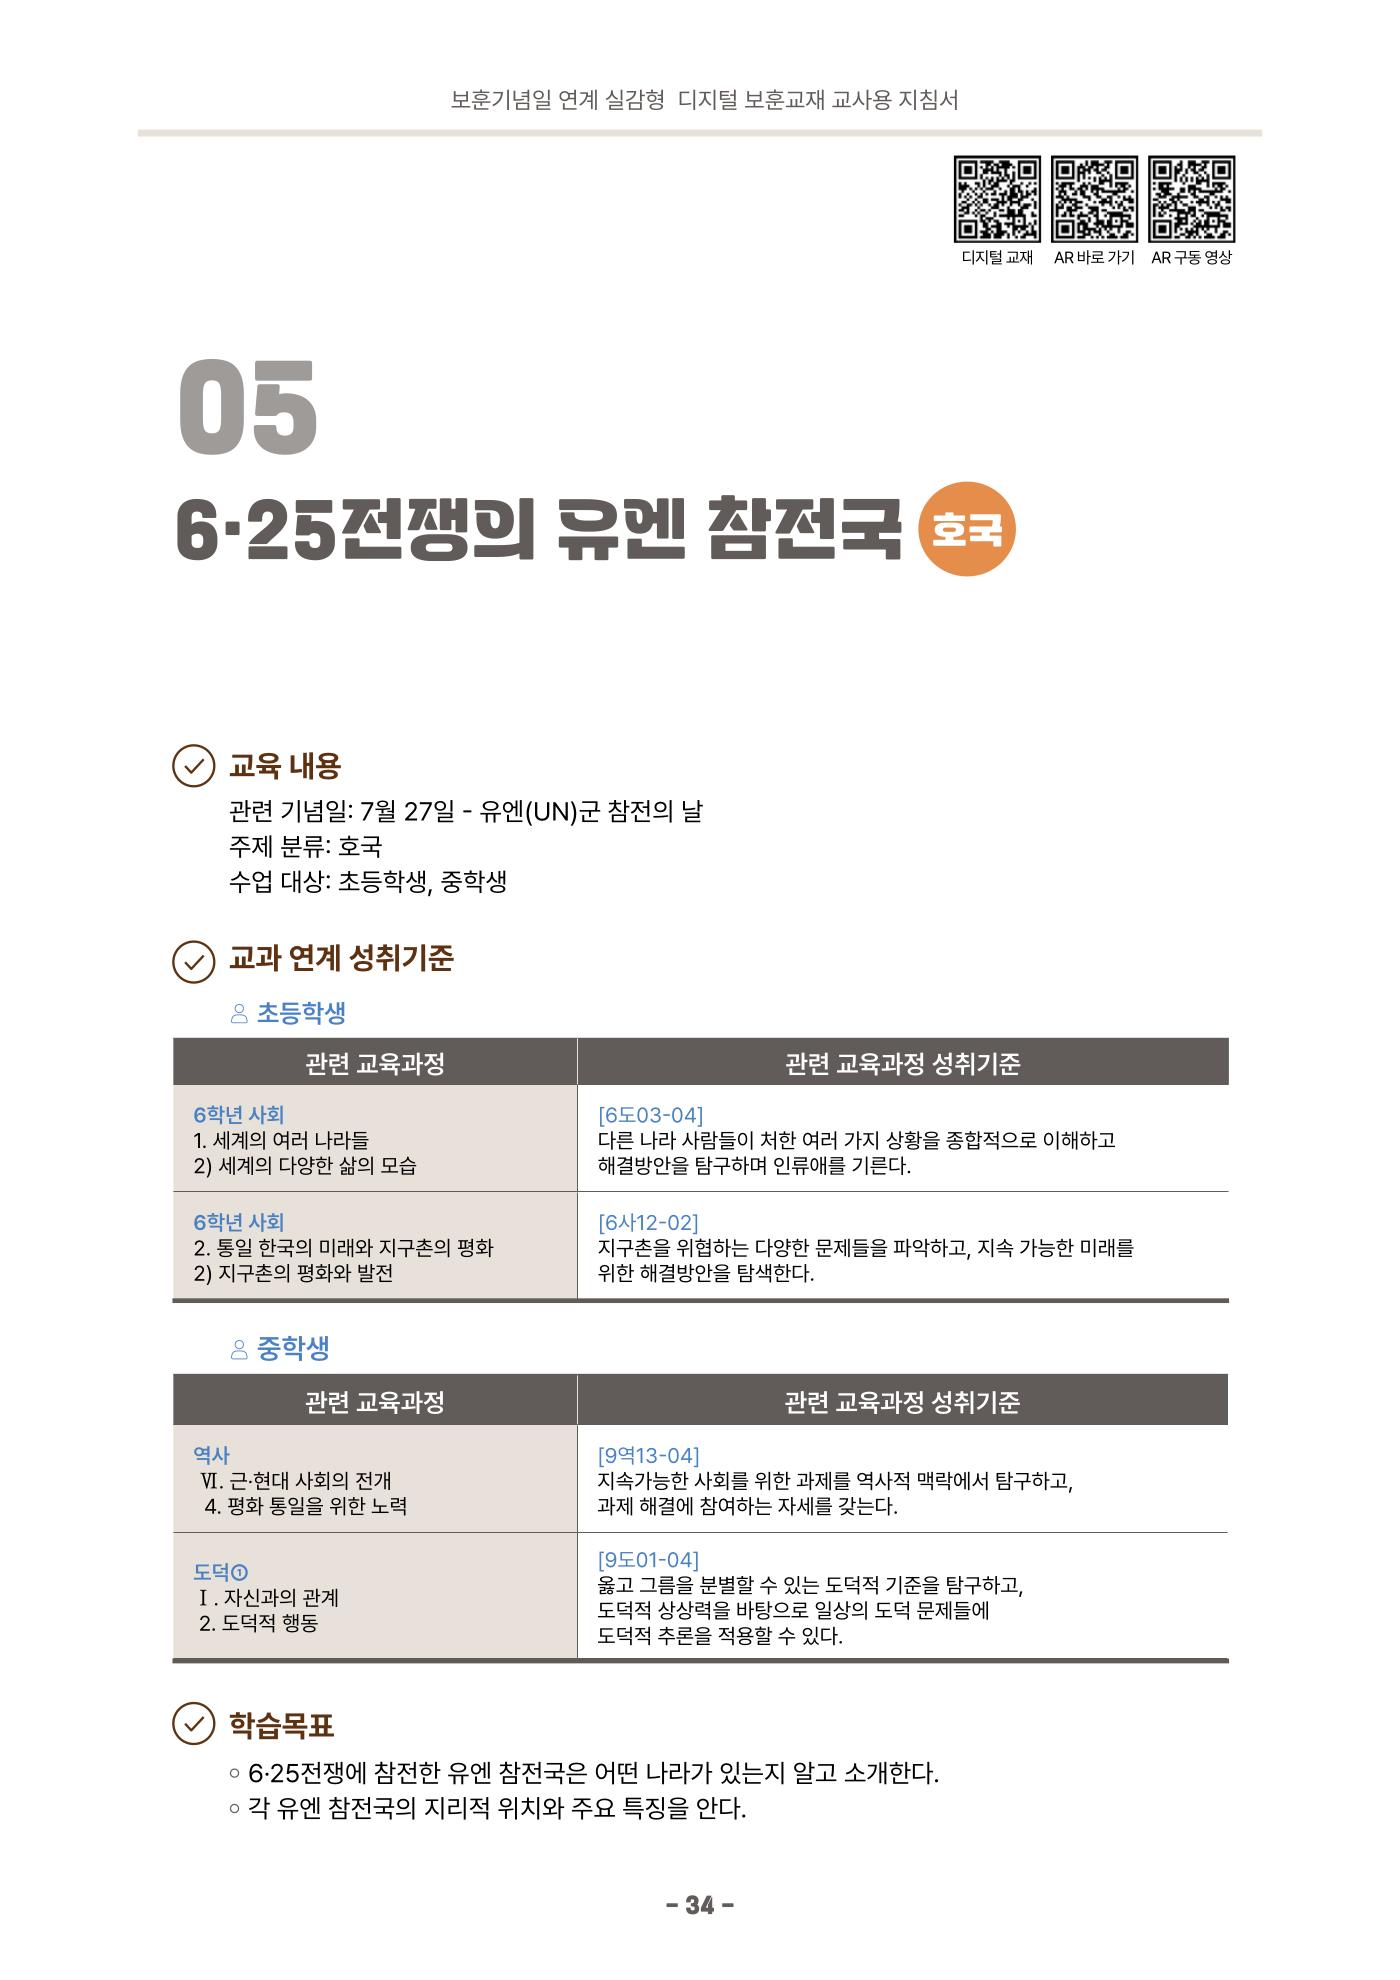 보훈기념일 연계 실감형 디지털 보훈교재 교사용 지침서
디지털 교재 AR 바로 가기 AR 구동 영상
05
6·25전쟁의 유엔 참전국 호국
교육 내용
관련 기념일: 7월 27일 - 유엔(UN)군 참전의 날
주제 분류: 호국
수업 대상: 초등학생, 중학생
교과 연계 성취기준
초등학생
관련 교육과정 관련 교육과정 성취기준
6학년 사회
1. 세계의 여러 나라들
2) 세계의 다양한 삶의 모습
[6도03-04]
다른 나라 사람들이 처한 여러 가지 상황을 종합적으로 이해하고
해결방안을 탐구하며 인류애를 기른다.
6학년 사회
2. 통일 한국의 미래와 지구촌의 평화
2) 지구촌의 평화와 발전
[6사12-02]
지구촌을 위협하는 다양한 문제들을 파악하고, 지속 가능한 미래를
위한 해결방안을 탐색한다.
중학생
관련 교육과정 관련 교육과정 성취기준
역사
Ⅵ. 근·현대 사회의 전개
4. 평화 통일을 위한 노력
[9역13-04]
지속가능한 사회를 위한 과제를 역사적 맥락에서 탐구하고,
과제 해결에 참여하는 자세를 갖는다.
도덕①
Ⅰ. 자신과의 관계
2. 도덕적 행동
[9도01-04]
옳고 그름을 분별할 수 있는 도덕적 기준을 탐구하고,
도덕적 상상력을 바탕으로 일상의 도덕 문제들에
도덕적 추론을 적용할 수 있다.
학습목표
○ 6·25전쟁에 참전한 유엔 참전국은 어떤 나라가 있는지 알고 소개한다.
○ 각 유엔 참전국의 지리적 위치와 주요 특징을 안다.
- 34 -